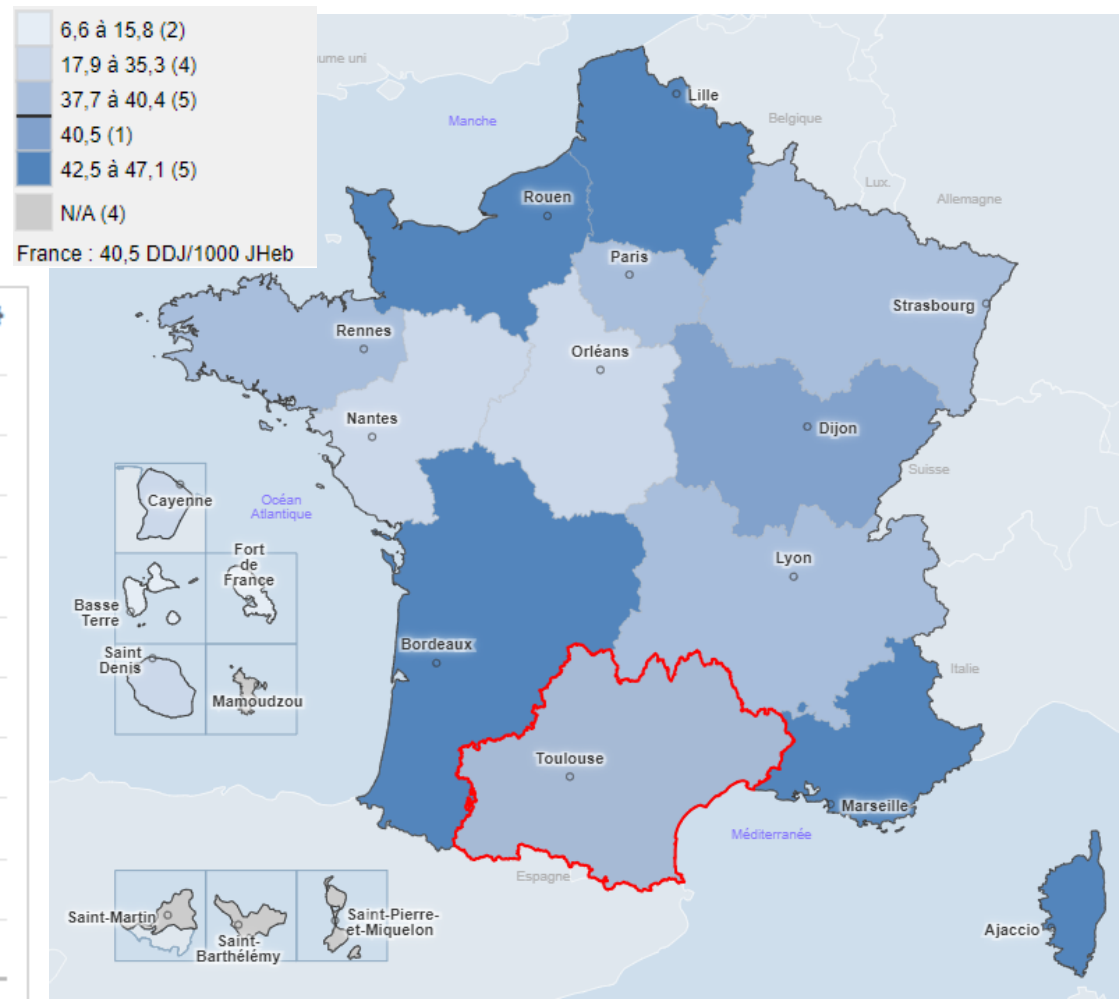 6,6 à 15,8 (2)
17,9 à 35,3 (4)
37,7 à 40,4 (5)
40,5 (1)
42,5 à 47,1 (5)
N/A (4)
France : 40,5 DDJ/1000 JHeb
ume uni
Lille
Manche
Belgique
Lux.
Allemagne
Rouen
Paris
Strasbourg
Rennes
Orléans
Nantes
Dijon
Suisse
Cayenne
Océan
Atlantique
Fort
de
France
Lyon
Basse
Terre
Saint
Denis
Bordeaux
Italie
Mamoudzou
Toulouse
Marseille
Méditerranée
Espagne
Saint-Martin
Saint-
Barthélémy
Saint-Pierre-
et-Miquelon
Ajaccio